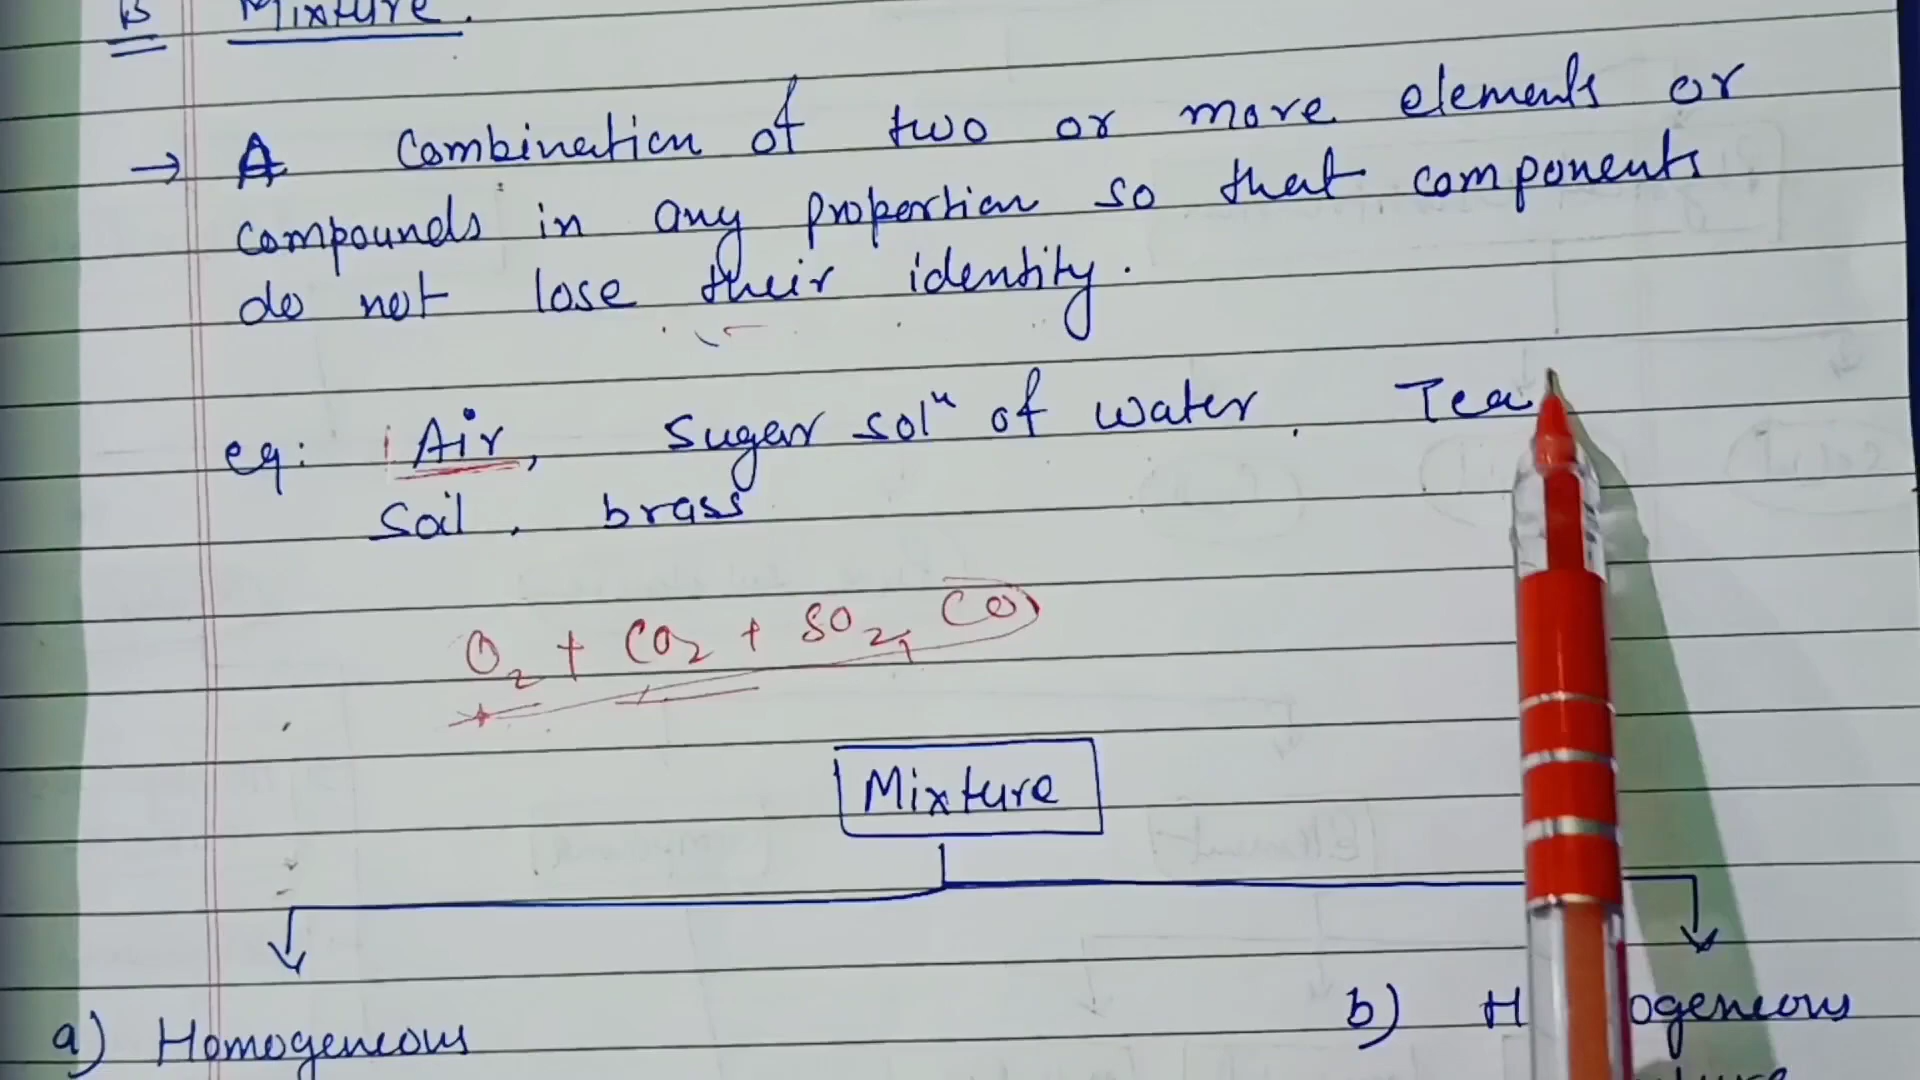 Mixture.
→ A Combination of two or more elements or
compounds in any proportion so that components
do not lose their identity.
eg: Air, Sugar solⁿ of water. Tea
Soil, brass
O₂ + CO₂ + SO₂, CO
Mixture
a) Homogeneous
b) H ogeneous